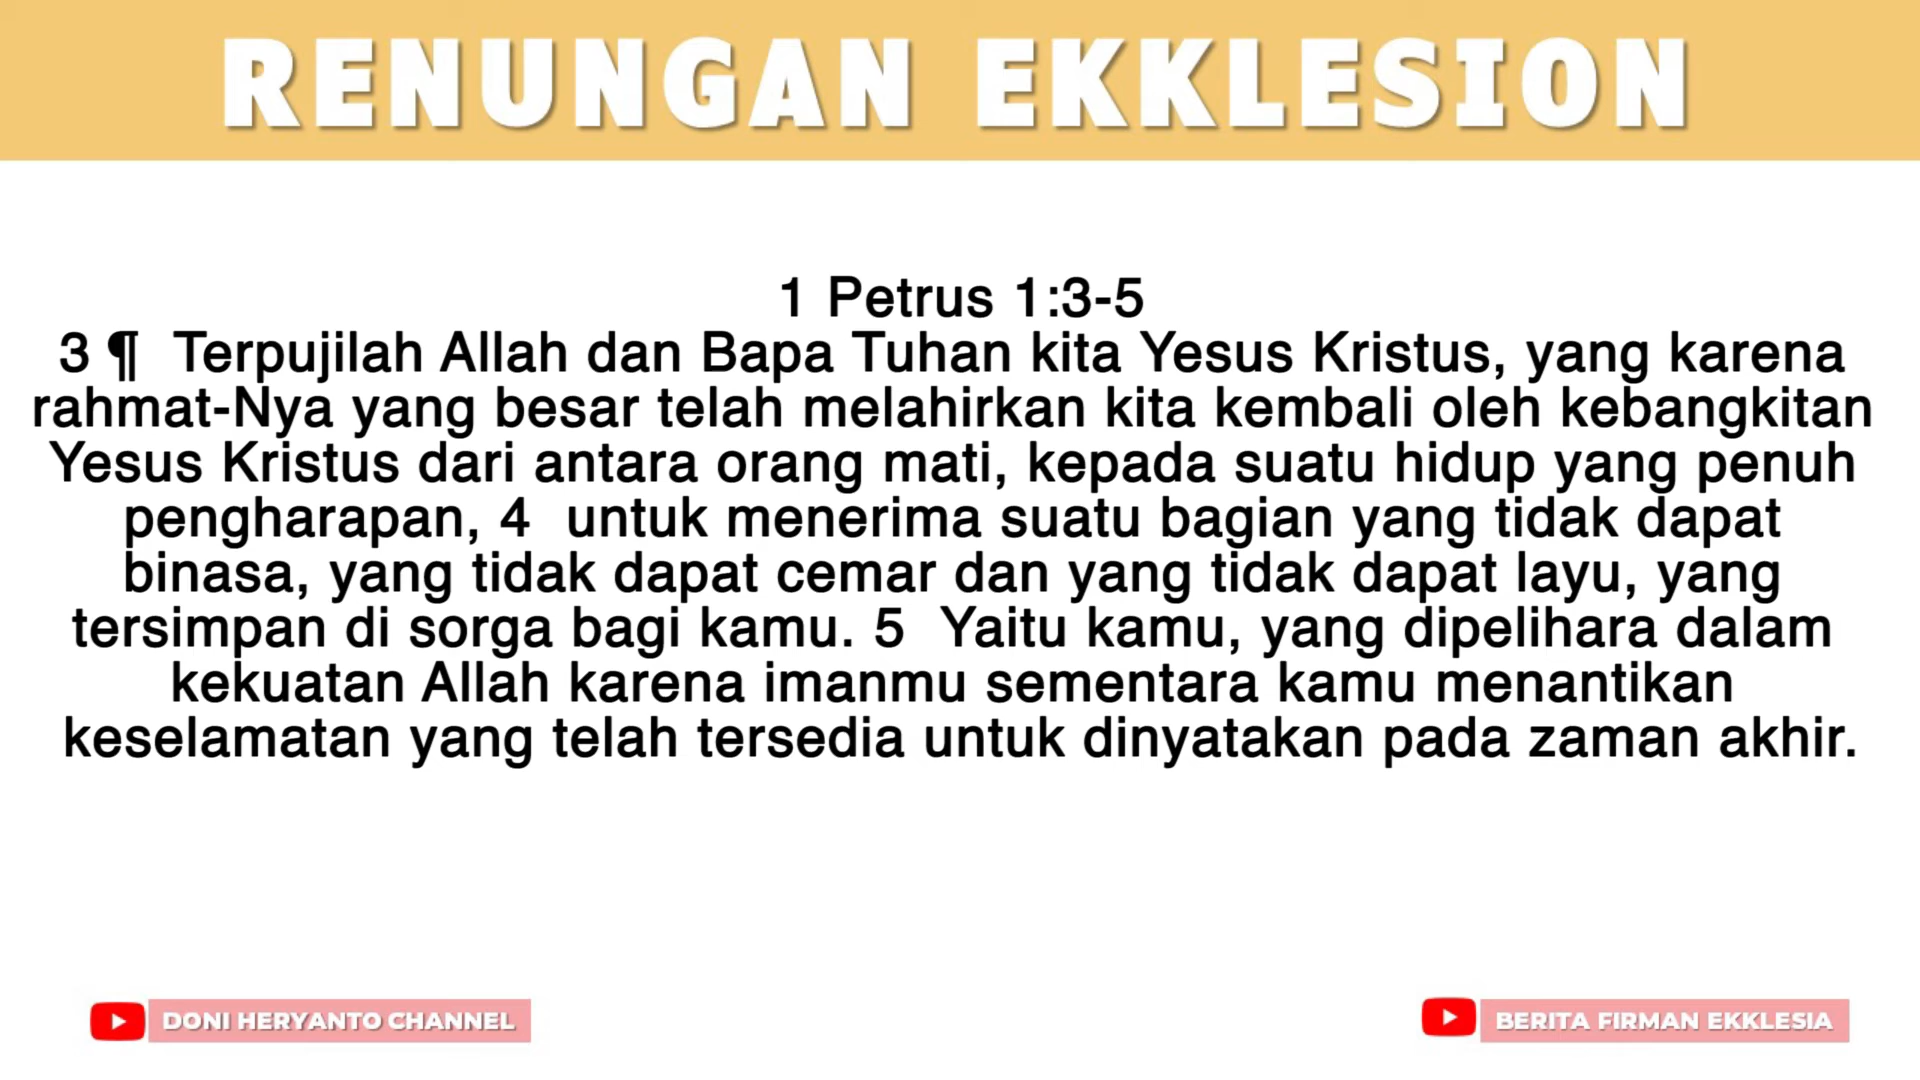 RENUNGAN EKKLESION
1 Petrus 1:3-5
3 ¶  Terpujilah Allah dan Bapa Tuhan kita Yesus Kristus, yang karena
rahmat-Nya yang besar telah melahirkan kita kembali oleh kebangkitan
Yesus Kristus dari antara orang mati, kepada suatu hidup yang penuh
pengharapan, 4  untuk menerima suatu bagian yang tidak dapat
binasa, yang tidak dapat cemar dan yang tidak dapat layu, yang
tersimpan di sorga bagi kamu. 5  Yaitu kamu, yang dipelihara dalam
kekuatan Allah karena imanmu sementara kamu menantikan
keselamatan yang telah tersedia untuk dinyatakan pada zaman akhir.
DONI HERYANTO CHANNEL
BERITA FIRMAN EKKLESIA